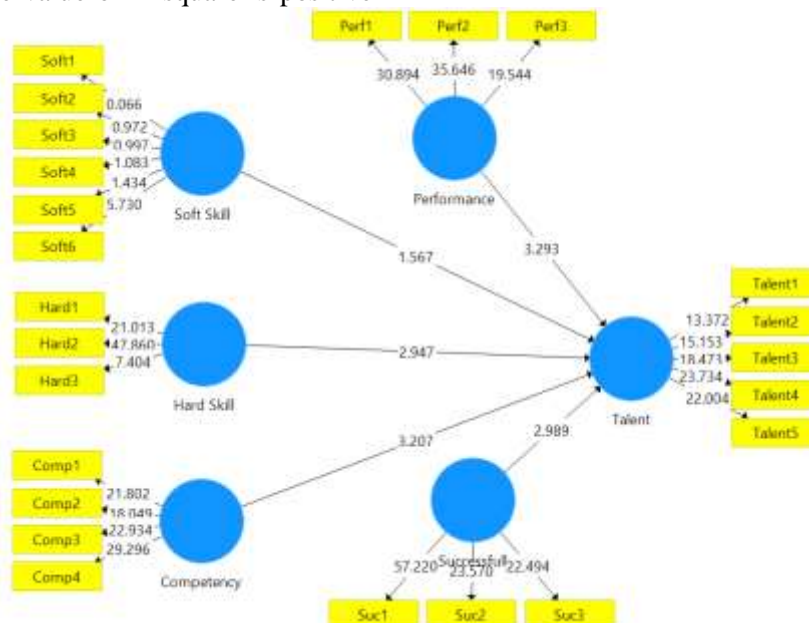 Perf1
Perf2
Perf3
30.894
35.646
19.544
Performance
Soft1
Soft2
Soft3
Soft4
Soft5
Soft6
0.066
0.972
0.997
1.083
1.434
5.730
Soft Skill
1.567
3.293
Hard1
Hard2
Hard3
21.013
47.860
7.404
Hard Skill
2.947
Talent1
Talent2
Talent3
Talent4
Talent5
13.372
15.153
18.473
23.734
22.004
Talent
Comp1
Comp2
Comp3
Comp4
21.802
18.049
22.934
29.296
Competency
3.207
2.989
Successfull
57.220
23.570
22.494
Suc1
Suc2
Suc3